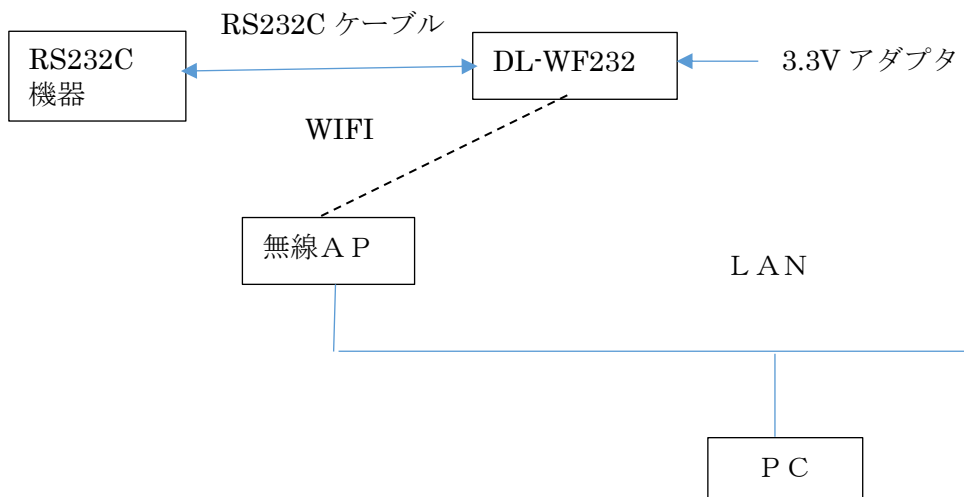 RS232C ケーブル
RS232C
機器
DL-WF232
3.3V アダプタ
WIFI
無線ＡＰ
ＬＡＮ
ＰＣ